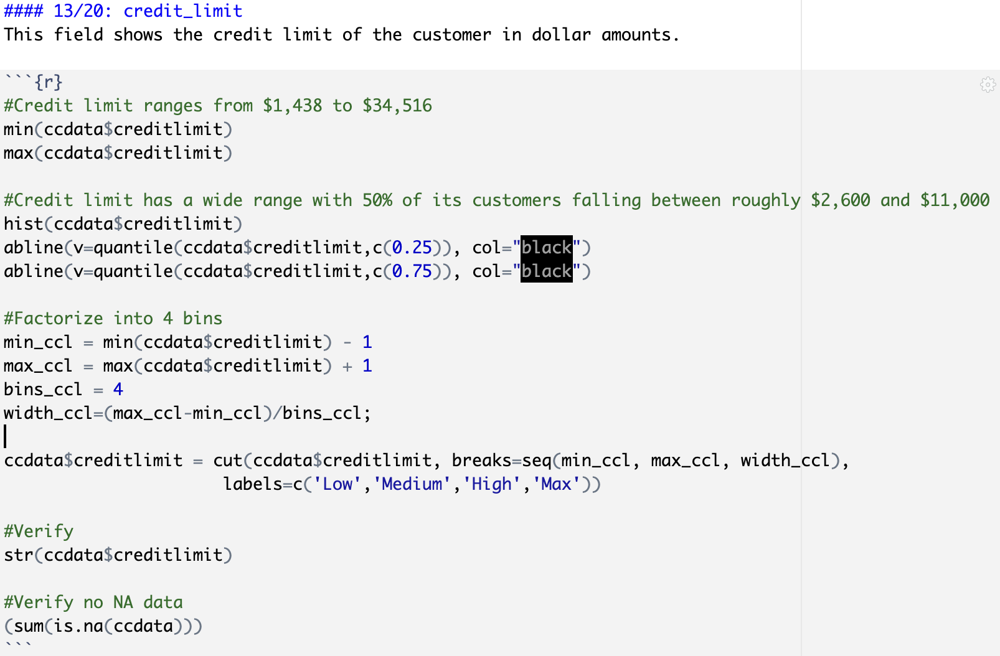 #### 13/20: credit_limit
This field shows the credit limit of the customer in dollar amounts.
```{r}
#Credit limit ranges from $1,438 to $34,516
min(ccdata$creditlimit)
max(ccdata$creditlimit)
#Credit limit has a wide range with 50% of its customers falling between roughly $2,600 and $11,000
hist(ccdata$creditlimit)
abline(v=quantile(ccdata$creditlimit,c(0.25)), col="black")
abline(v=quantile(ccdata$creditlimit,c(0.75)), col="black")
#Factorize into 4 bins
min_ccl = min(ccdata$creditlimit) - 1
max_ccl = max(ccdata$creditlimit) + 1
bins_ccl = 4
width_ccl=(max_ccl-min_ccl)/bins_ccl;
ccdata$creditlimit = cut(ccdata$creditlimit, breaks=seq(min_ccl, max_ccl, width_ccl),
labels=c('Low','Medium','High','Max'))
#Verify
str(ccdata$creditlimit)
#Verify no NA data
(sum(is.na(ccdata)))
```